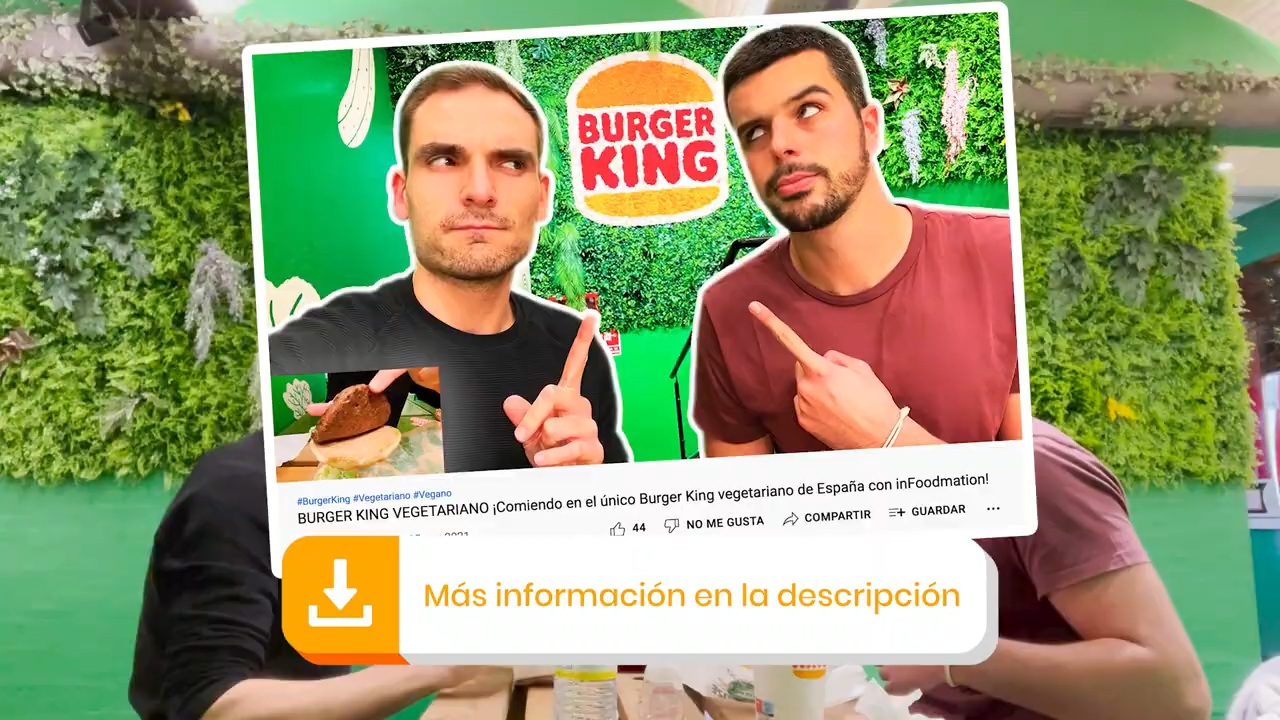 BURGER
KING
#BurgerKing #Vegetariano #Vegano
BURGER KING VEGETARIANO ¡Comiendo en el único Burger King vegetariano de España con inFoodmation!
44 NO ME GUSTA COMPARTIR GUARDAR
Más información en la descripción